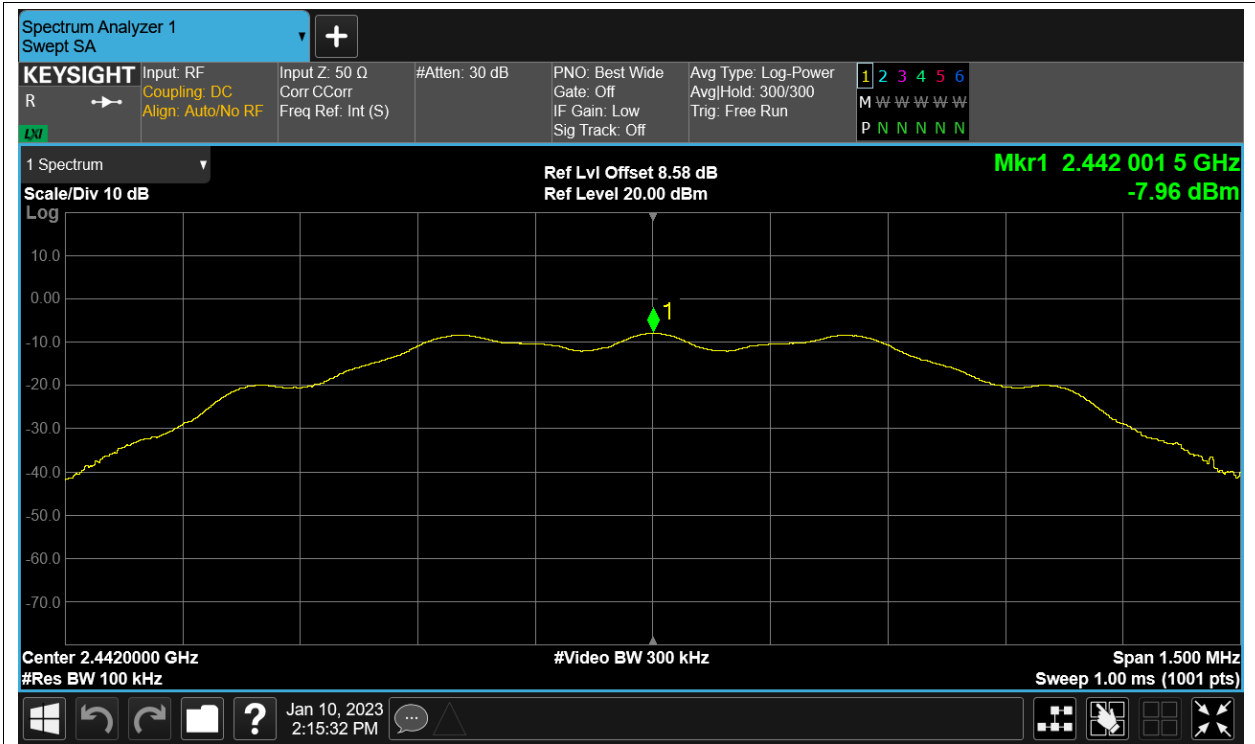 Spectrum Analyzer 1
Swept SA
+
KEYSIGHT
R
LXI
Input: RF
Coupling: DC
Align: Auto/No RF
Input Z: 50 Ω
Corr CCorr
Freq Ref: Int (S)
#Atten: 30 dB
PNO: Best Wide
Gate: Off
IF Gain: Low
Sig Track: Off
Avg Type: Log-Power
Avg|Hold: 300/300
Trig: Free Run
1 2 3 4 5 6
M W W W W W
P N N N N N
1 Spectrum
Scale/Div 10 dB
Ref Lvl Offset 8.58 dB
Ref Level 20.00 dBm
Mkr1 2.442 001 5 GHz
-7.96 dBm
Log
10.0
0.00
1
-10.0
-20.0
-30.0
-40.0
-50.0
-60.0
-70.0
Center 2.4420000 GHz
#Video BW 300 kHz
Span 1.500 MHz
#Res BW 100 kHz
Sweep 1.00 ms (1001 pts)
?
Jan 10, 2023
2:15:32 PM